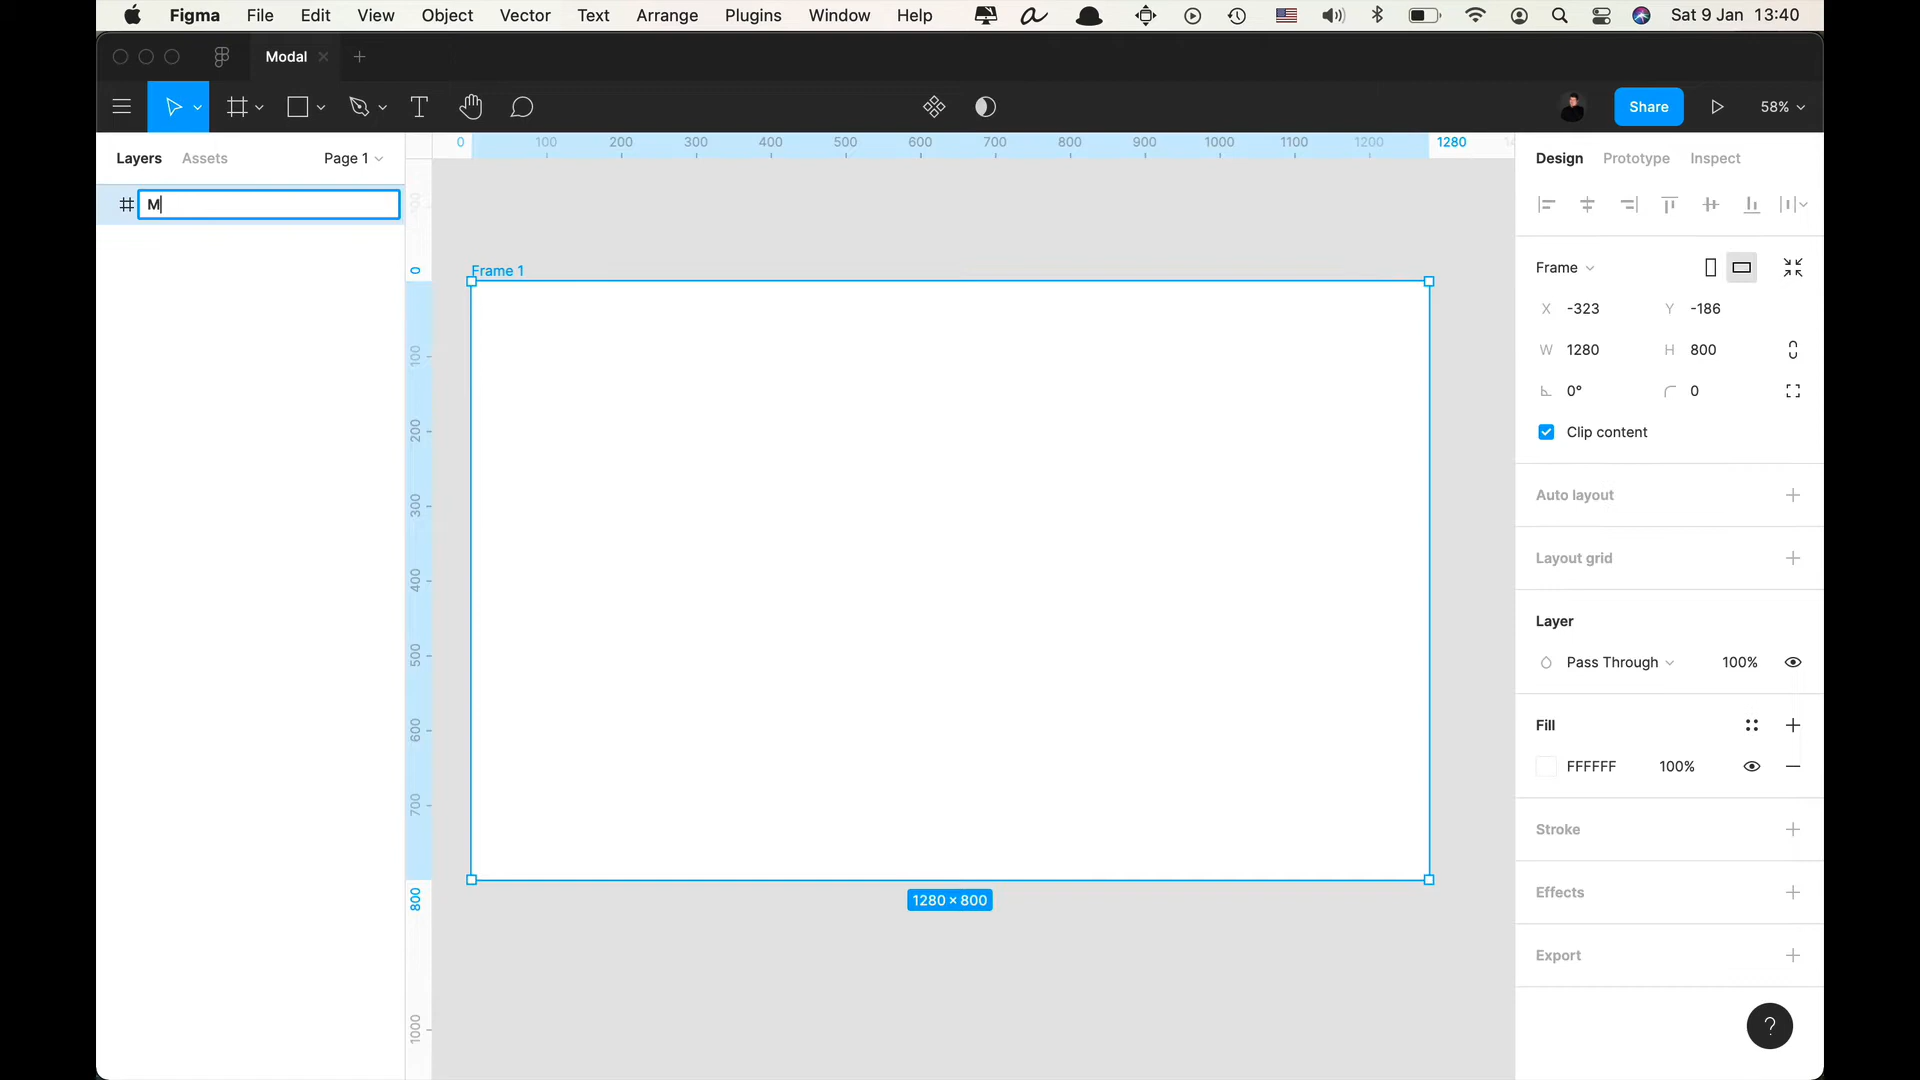 Figma File Edit View Object Vector Text Arrange Plugins Window Help Sat 9 Jan 13:40
Modal
Share 58%
Layers Assets Page 1
M
0 100 200 300 400 500 600 700 800 900 1000 1100 1200 1280
0
100
200
300
400
500
600
700
800
1000
Frame 1
1280 × 800
Design Prototype Inspect
Frame
X -323 Y -186
W 1280 H 800
0° 0
Clip content
Auto layout
Layout grid
Layer
Pass Through 100%
Fill
FFFFFF 100%
Stroke
Effects
Export
?